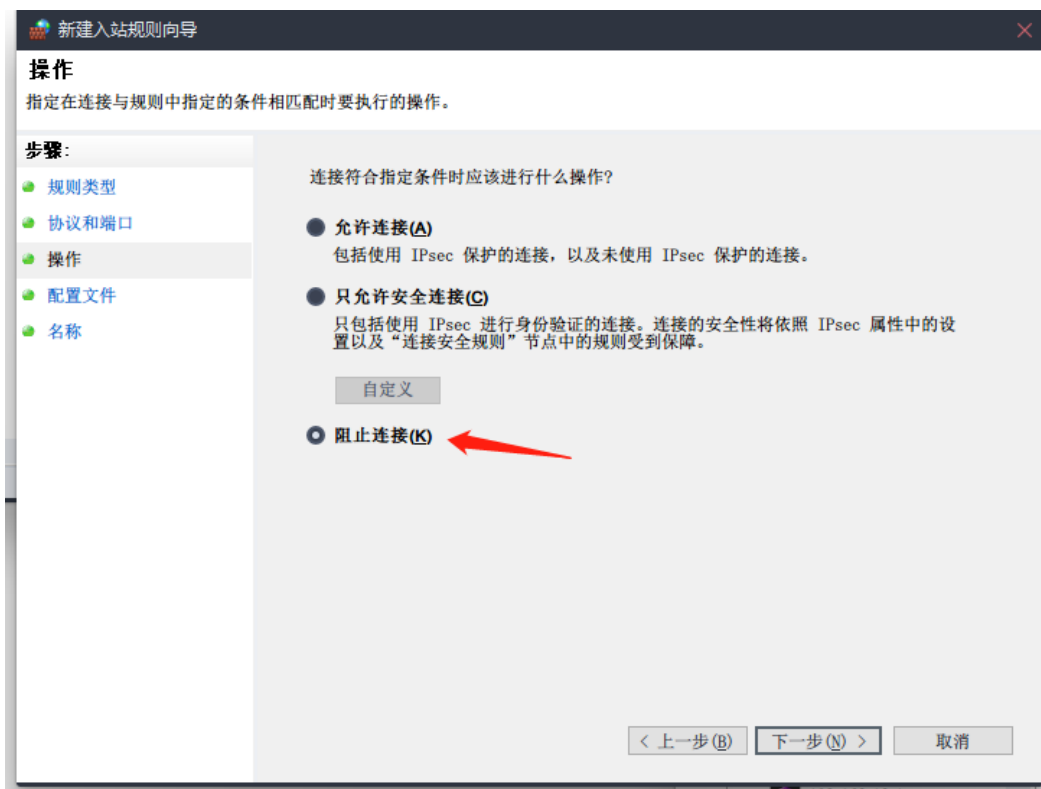 新建入站规则向导
操作
指定在连接与规则中指定的条件相匹配时要执行的操作。
步骤:
规则类型
协议和端口
操作
配置文件
名称
连接符合指定条件时应该进行什么操作?
允许连接(A)
包括使用 IPsec 保护的连接，以及未使用 IPsec 保护的连接。
只允许安全连接(C)
只包括使用 IPsec 进行身份验证的连接。连接的安全性将依照 IPsec 属性中的设
置以及“连接安全规则”节点中的规则受到保障。
自定义
阻止连接(K)
< 上一步(B)
下一步(N) >
取消